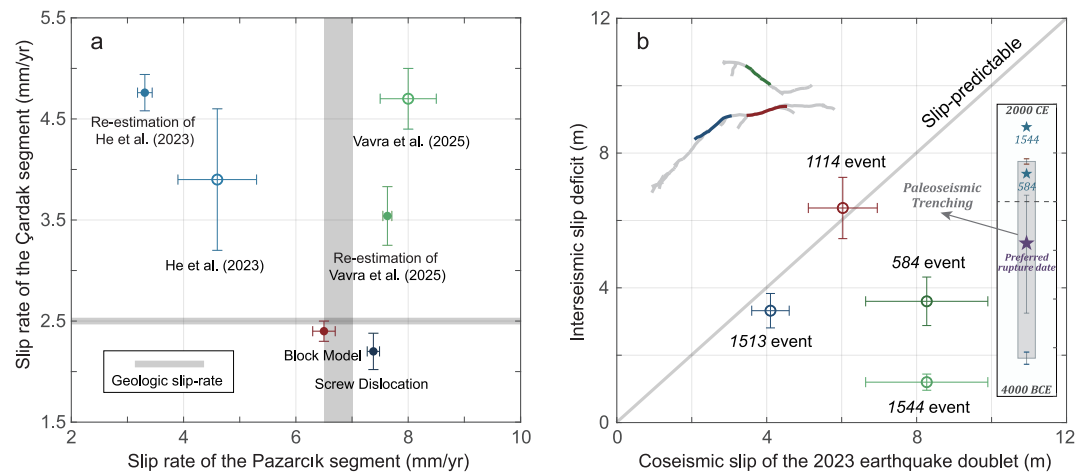 a
5.5
4.5
3.5
2.5
1.5
Slip rate of the Çardak segment (mm/yr)
Re-estimation of
He et al. (2023)
He et al. (2023)
Vavra et al. (2025)
Re-estimation of
Vavra et al. (2025)
Block Model
Screw Dislocation
Geologic slip-rate
2
4
6
8
10
Slip rate of the Pazarcık segment (mm/yr)
b
12
10
8
6
4
2
0
Interseismic slip deficit (m)
Slip-predictable
1114 event
1513 event
584 event
1544 event
Paleoseismic
Trenching
2000 CE
1544
584
Preferred
rupture date
4000 BCE
0
4
8
12
Coseismic slip of the 2023 earthquake doublet (m)